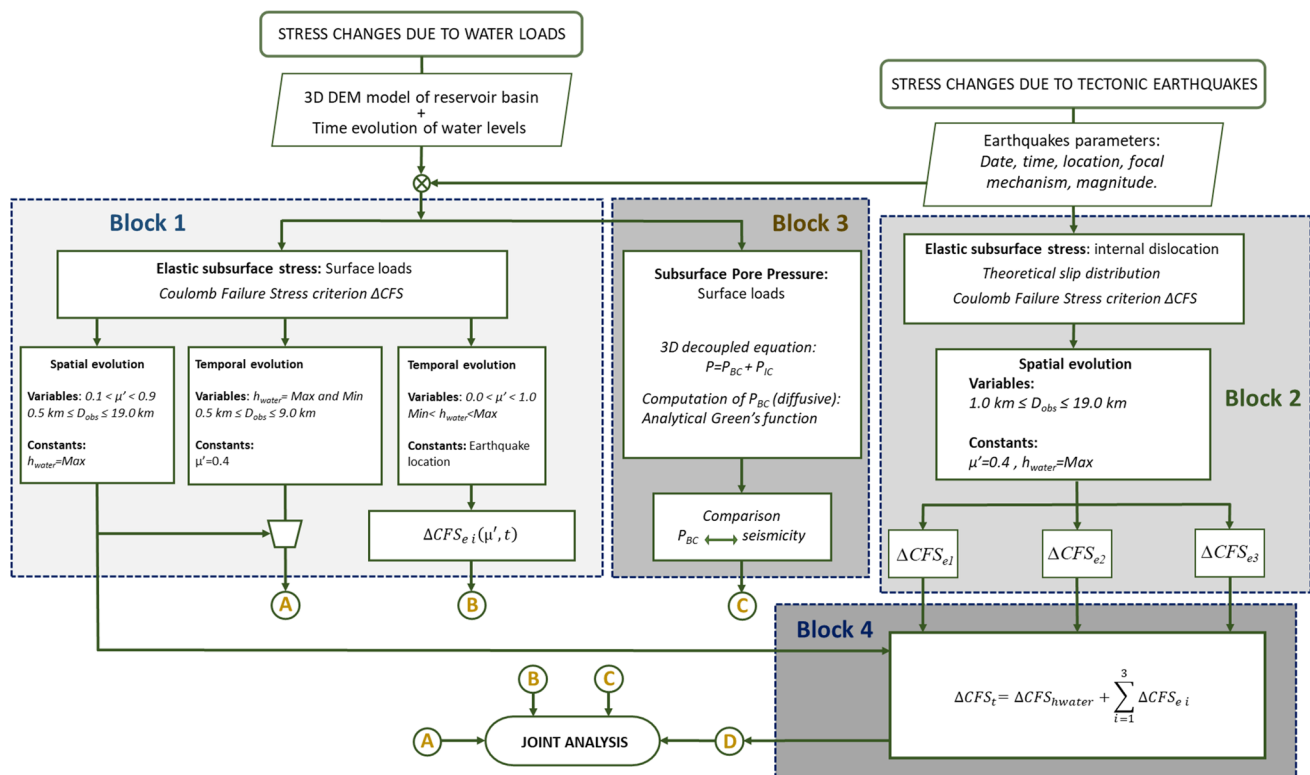 STRESS CHANGES DUE TO WATER LOADS
3D DEM model of reservoir basin
+
Time evolution of water levels
STRESS CHANGES DUE TO TECTONIC EARTHQUAKES
Earthquakes parameters:
Date, time, location, focal
mechanism, magnitude.
Block 1
Elastic subsurface stress: Surface loads
Coulomb Failure Stress criterion ΔCFS
Spatial evolution
Variables: 0.1 < μ' < 0.9
0.5 km ≤ D_obs ≤ 19.0 km
Constants:
h_water=Max
Temporal evolution
Variables: h_water= Max and Min
0.5 km ≤ D_obs ≤ 9.0 km
Constants:
μ'=0.4
Temporal evolution
Variables: 0.0 < μ' < 1.0
Min< h_water<Max
Constants: Earthquake
location
ΔCFS_{e i}(μ', t)
A
B
Block 3
Subsurface Pore Pressure:
Surface loads
3D decoupled equation:
P=P_BC + P_IC
Computation of P_BC (diffusive):
Analytical Green's function
Comparison
P_BC ⟷ seismicity
C
Elastic subsurface stress: internal dislocation
Theoretical slip distribution
Coulomb Failure Stress criterion ΔCFS
Block 2
Spatial evolution
Variables:
1.0 km ≤ D_obs ≤ 19.0 km
Constants:
μ'=0.4 , h_water=Max
ΔCFS_e1
ΔCFS_e2
ΔCFS_e3
Block 4
ΔCFS_t = ΔCFS_hwater + ∑_{i=1}^{3} ΔCFS_{e i}
B
C
A
JOINT ANALYSIS
D